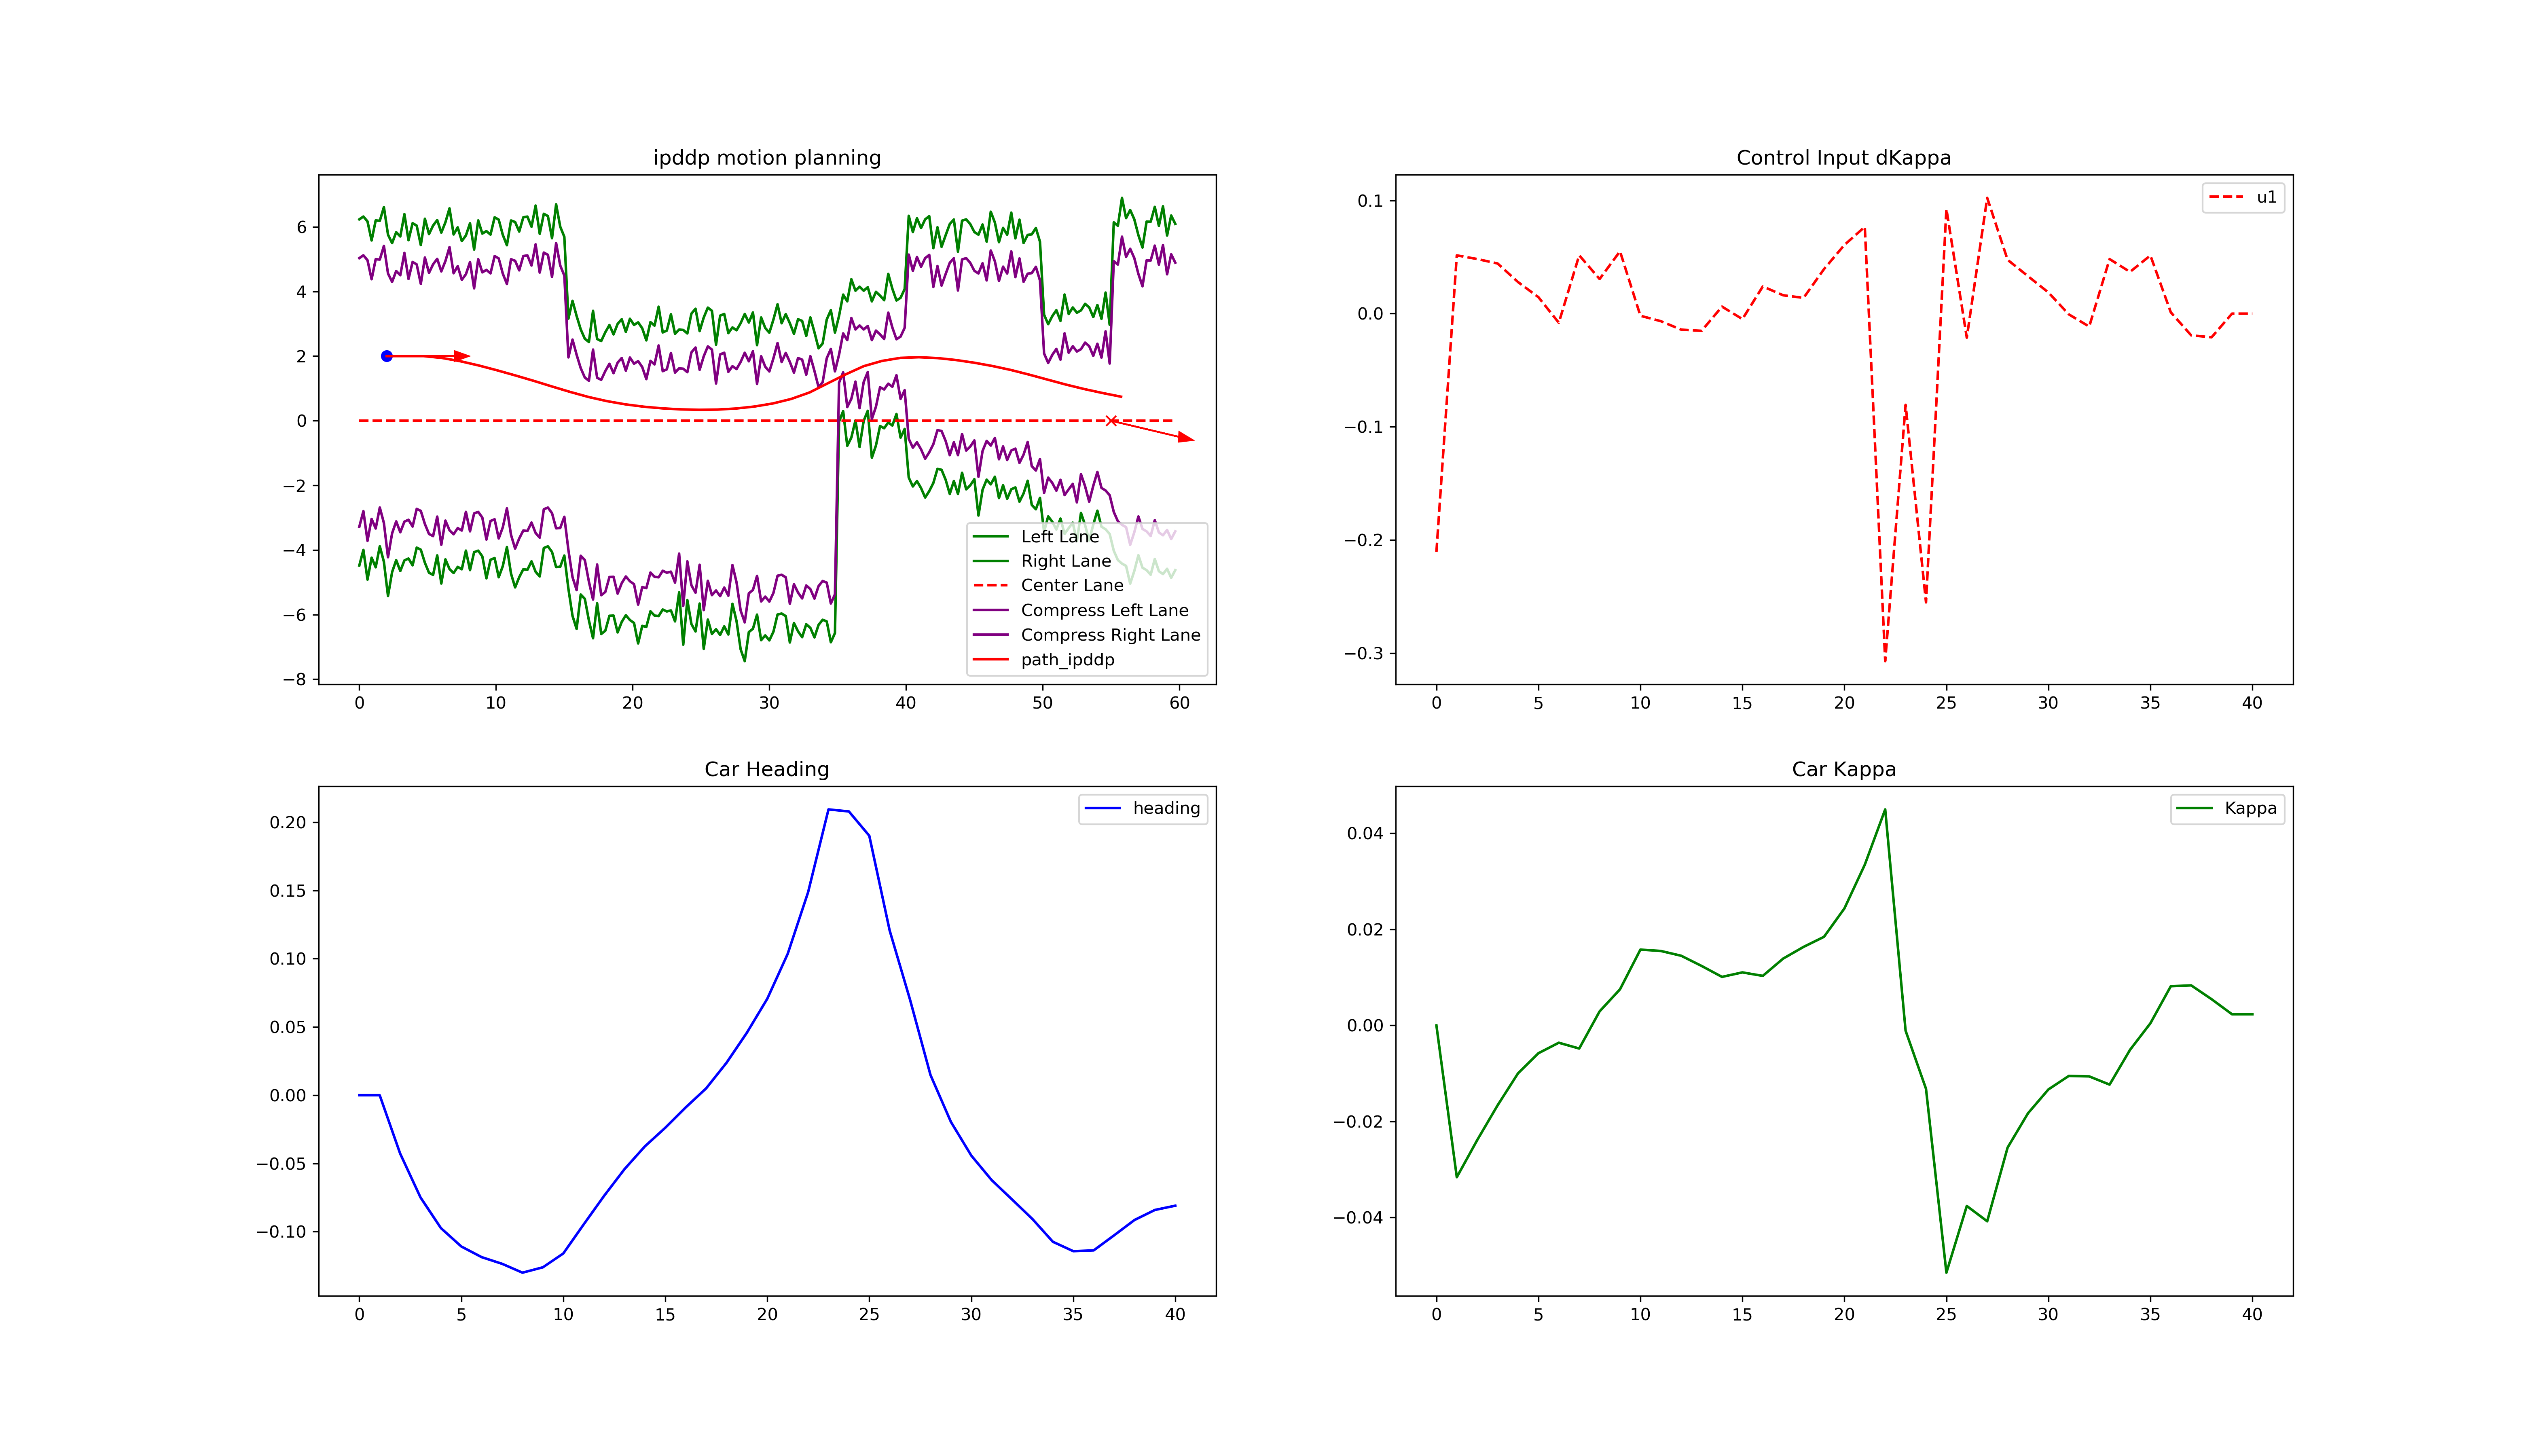 ipddp motion planning
6
4
2
0
−2
−4
−6
−8
0 10 20 30 40 50 60
Left Lane
Right Lane
Center Lane
Compress Left Lane
Compress Right Lane
path_ipddp
Control Input dKappa
u1
0.1
0.0
−0.1
−0.2
−0.3
0 5 10 15 20 25 30 35 40
Car Heading
heading
0.20
0.15
0.10
0.05
0.00
−0.05
−0.10
0 5 10 15 20 25 30 35 40
Car Kappa
Kappa
0.04
0.02
0.00
−0.02
−0.04
0 5 10 15 20 25 30 35 40